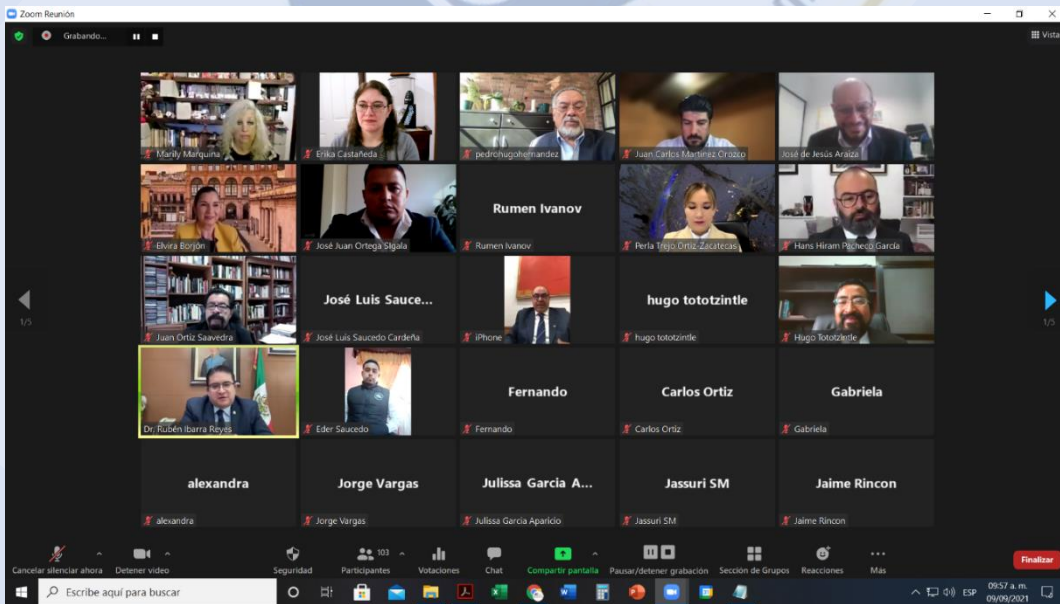 Zoom Reunión
Grabando...
Vista
Marily Marquina
Erika Castañeda
pedrohugohernandez
Juan Carlos Martínez Orozco
José de Jesús Araiza
Elvira Borjón
José Juan Ortega Sigala
Rumen Ivanov
Rumen Ivanov
Perla Trejo Ortiz-Zacatecas
Hans Hiram Pacheco García
1/5
Juan Ortiz Saavedra
José Luis Sauce...
José Luis Saucedo Cardeña
iPhone
hugo tototzintle
hugo tototzintle
Hugo Tototzintle
1/5
Dr. Rubén Ibarra Reyes
Eder Saucedo
Fernando
Fernando
Carlos Ortiz
Carlos Ortiz
Gabriela
Gabriela
alexandra
alexandra
Jorge Vargas
Jorge Vargas
Julissa Garcia A...
Julissa Garcia Aparicio
Jassuri SM
Jassuri SM
Jaime Rincon
Jaime Rincon
Cancelar silenciar ahora
Detener video
Seguridad
103
Participantes
Votaciones
Chat
Compartir pantalla
Pausar/detener grabación
Sección de Grupos
Reacciones
Más
Finalizar
Escribe aquí para buscar
ESP
09:57 a. m.
09/09/2021